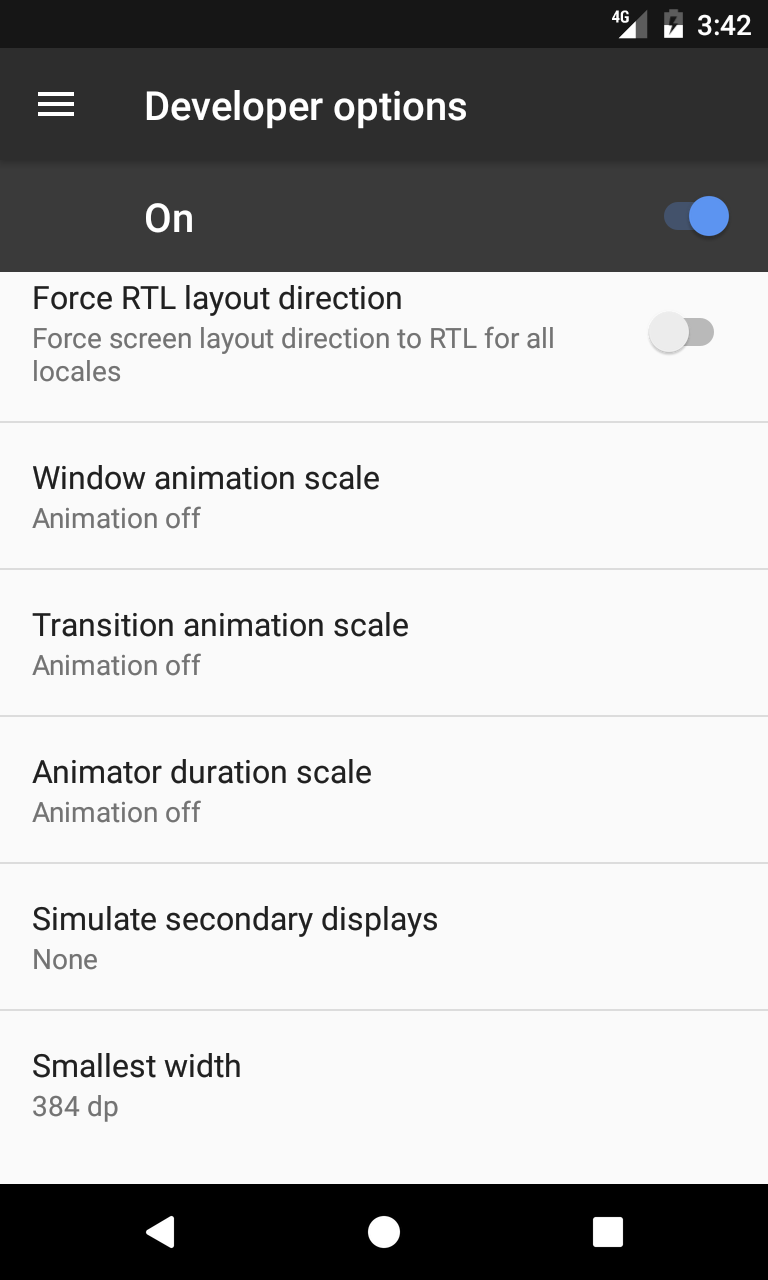 4G 3:42
Developer options
On
Force RTL layout direction
Force screen layout direction to RTL for all
locales
Window animation scale
Animation off
Transition animation scale
Animation off
Animator duration scale
Animation off
Simulate secondary displays
None
Smallest width
384 dp